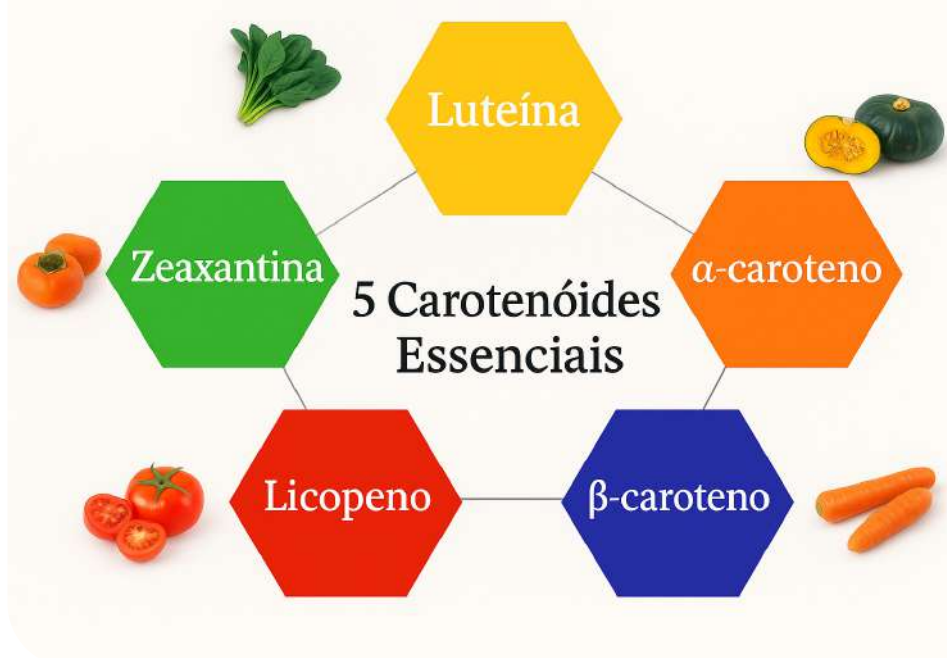 Luteína
Zeaxantina
α-caroteno
5 Carotenóides
Essenciais
Licopeno
β-caroteno